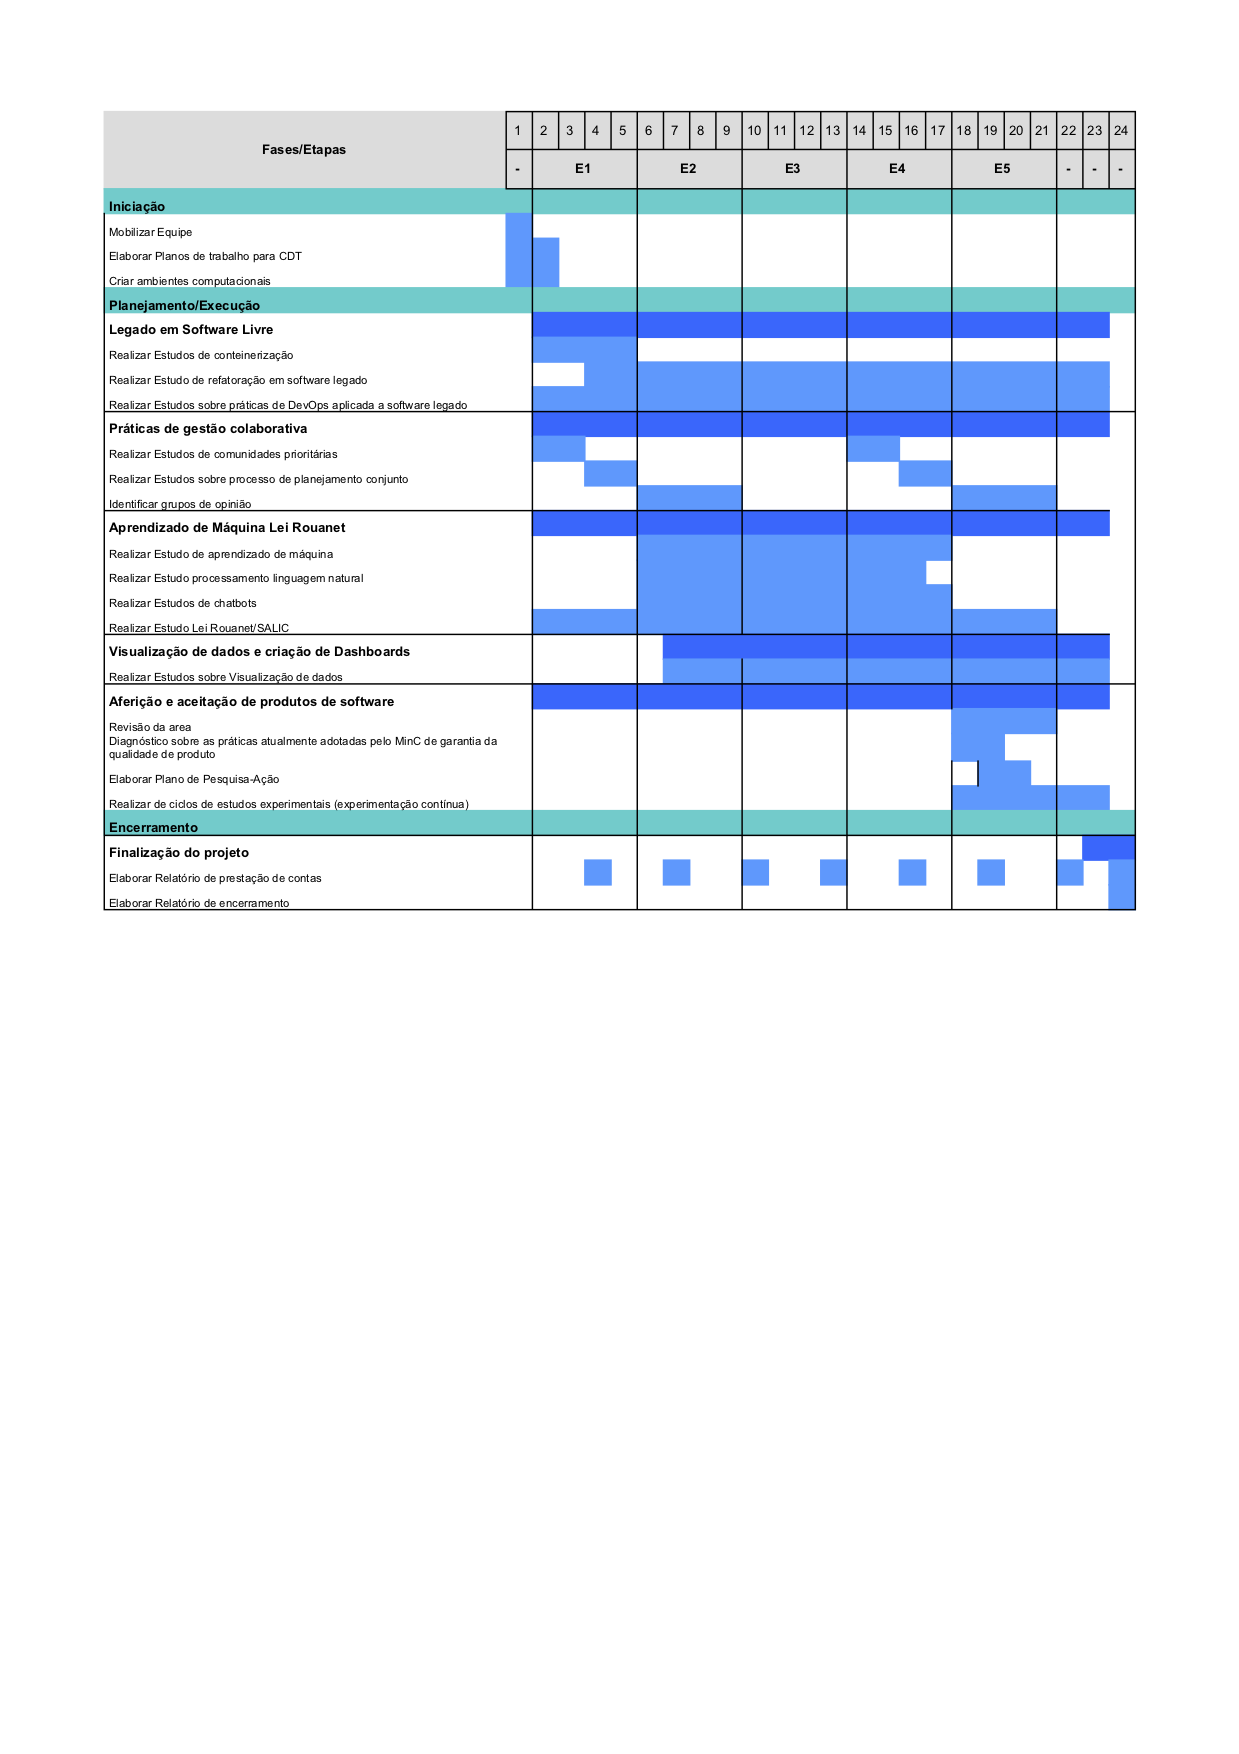 Fases/Etapas
1 2 3 4 5 6 7 8 9 10 11 12 13 14 15 16 17 18 19 20 21 22 23 24
- E1 E2 E3 E4 E5 - - -
Iniciação
Mobilizar Equipe
Elaborar Planos de trabalho para CDT
Criar ambientes computacionais
Planejamento/Execução
Legado em Software Livre
Realizar Estudos de conteinerização
Realizar Estudo de refatoração em software legado
Realizar Estudos sobre práticas de DevOps aplicada a software legado
Práticas de gestão colaborativa
Realizar Estudos de comunidades prioritárias
Realizar Estudos sobre processo de planejamento conjunto
Identificar grupos de opinião
Aprendizado de Máquina Lei Rouanet
Realizar Estudo de aprendizado de máquina
Realizar Estudo processamento linguagem natural
Realizar Estudos de chatbots
Realizar Estudo Lei Rouanet/SALIC
Visualização de dados e criação de Dashboards
Realizar Estudos sobre Visualização de dados
Aferição e aceitação de produtos de software
Revisão da area
Diagnóstico sobre as práticas atualmente adotadas pelo MinC de garantia da
qualidade de produto
Elaborar Plano de Pesquisa-Ação
Realizar de ciclos de estudos experimentais (experimentação contínua)
Encerramento
Finalização do projeto
Elaborar Relatório de prestação de contas
Elaborar Relatório de encerramento